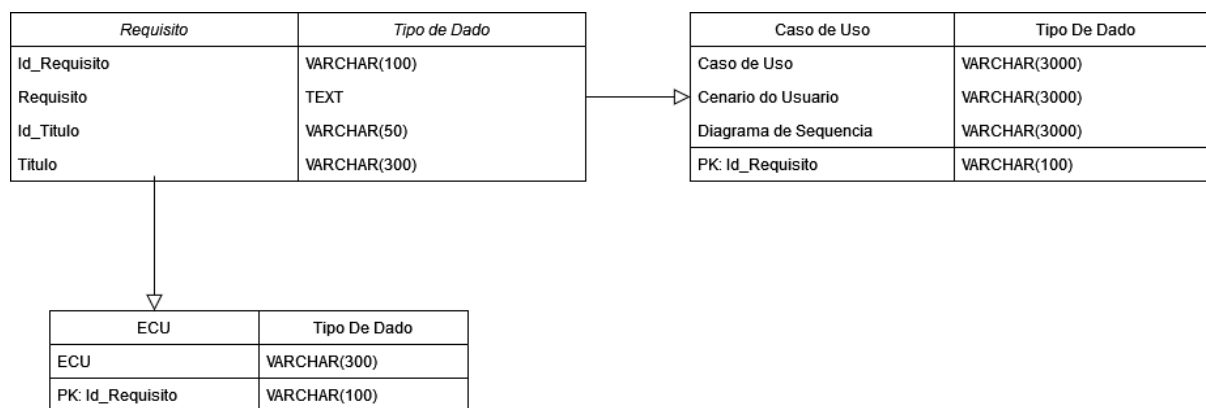 Requisito Tipo de Dado
Id_Requisito VARCHAR(100)
Requisito TEXT
Id_Titulo VARCHAR(50)
Titulo VARCHAR(300)
Caso de Uso Tipo De Dado
Caso de Uso VARCHAR(3000)
Cenario do Usuario VARCHAR(3000)
Diagrama de Sequencia VARCHAR(3000)
PK: Id_Requisito VARCHAR(100)
ECU Tipo De Dado
ECU VARCHAR(300)
PK: Id_Requisito VARCHAR(100)